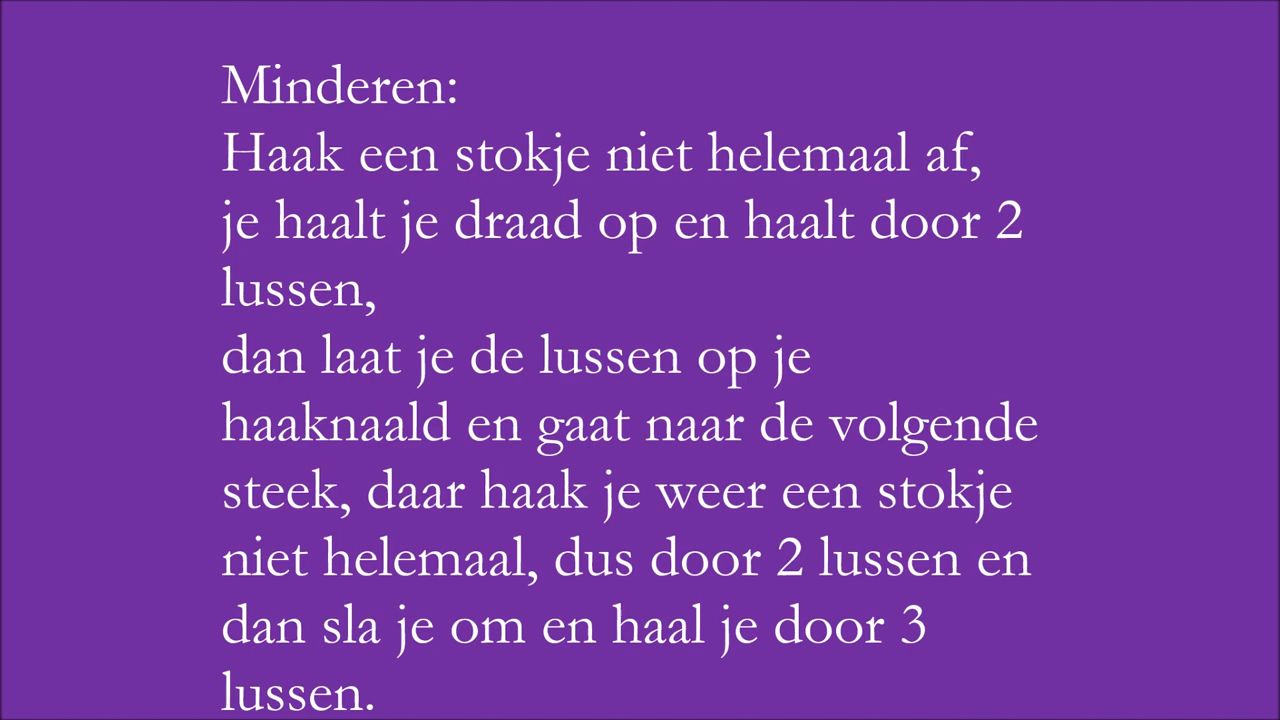 Minderen:
Haak een stokje niet helemaal af,
je haalt je draad op en haalt door 2
lussen,
dan laat je de lussen op je
haaknaald en gaat naar de volgende
steek, daar haak je weer een stokje
niet helemaal, dus door 2 lussen en
dan sla je om en haal je door 3
lussen.